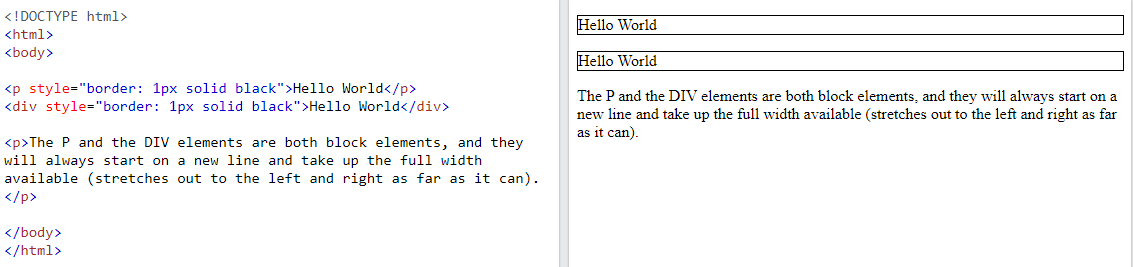 <!DOCTYPE html>
<html>
<body>
<p style="border: 1px solid black">Hello World</p>
<div style="border: 1px solid black">Hello World</div>
<p>The P and the DIV elements are both block elements, and they
will always start on a new line and take up the full width
available (stretches out to the left and right as far as it can).
</p>
</body>
</html>
Hello World
Hello World
The P and the DIV elements are both block elements, and they will always start on a
new line and take up the full width available (stretches out to the left and right as far
as it can).